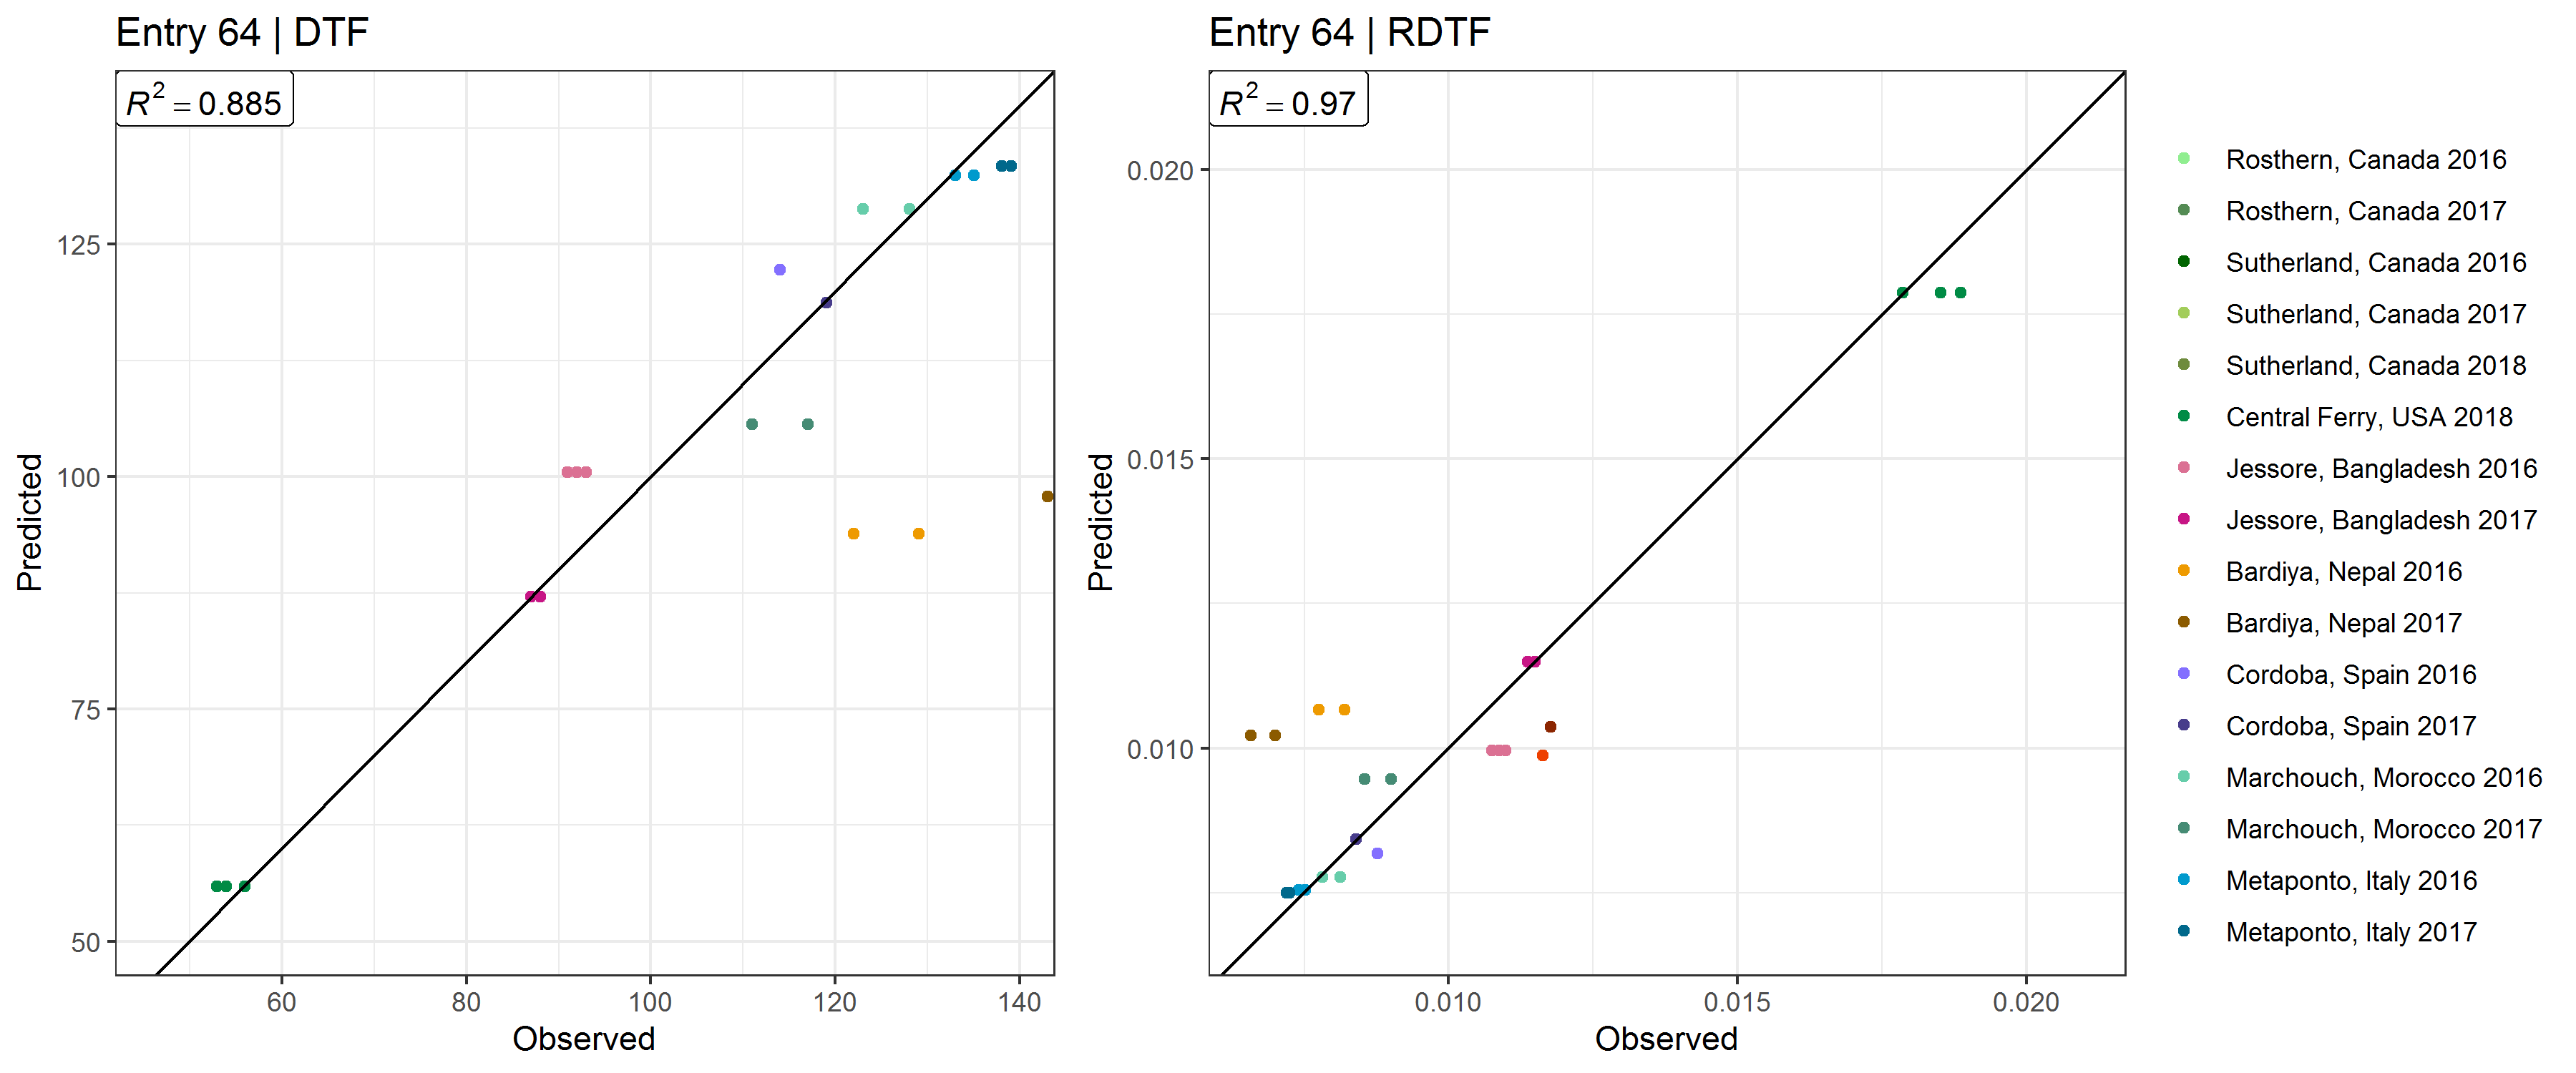 Entry 64 | DTF
R² = 0.885
125
100
75
50
Predicted
60 80 100 120 140
Observed
Entry 64 | RDTF
R² = 0.97
0.020
0.015
0.010
Predicted
0.010 0.015 0.020
Observed
Rosthern, Canada 2016
Rosthern, Canada 2017
Sutherland, Canada 2016
Sutherland, Canada 2017
Sutherland, Canada 2018
Central Ferry, USA 2018
Jessore, Bangladesh 2016
Jessore, Bangladesh 2017
Bardiya, Nepal 2016
Bardiya, Nepal 2017
Cordoba, Spain 2016
Cordoba, Spain 2017
Marchouch, Morocco 2016
Marchouch, Morocco 2017
Metaponto, Italy 2016
Metaponto, Italy 2017